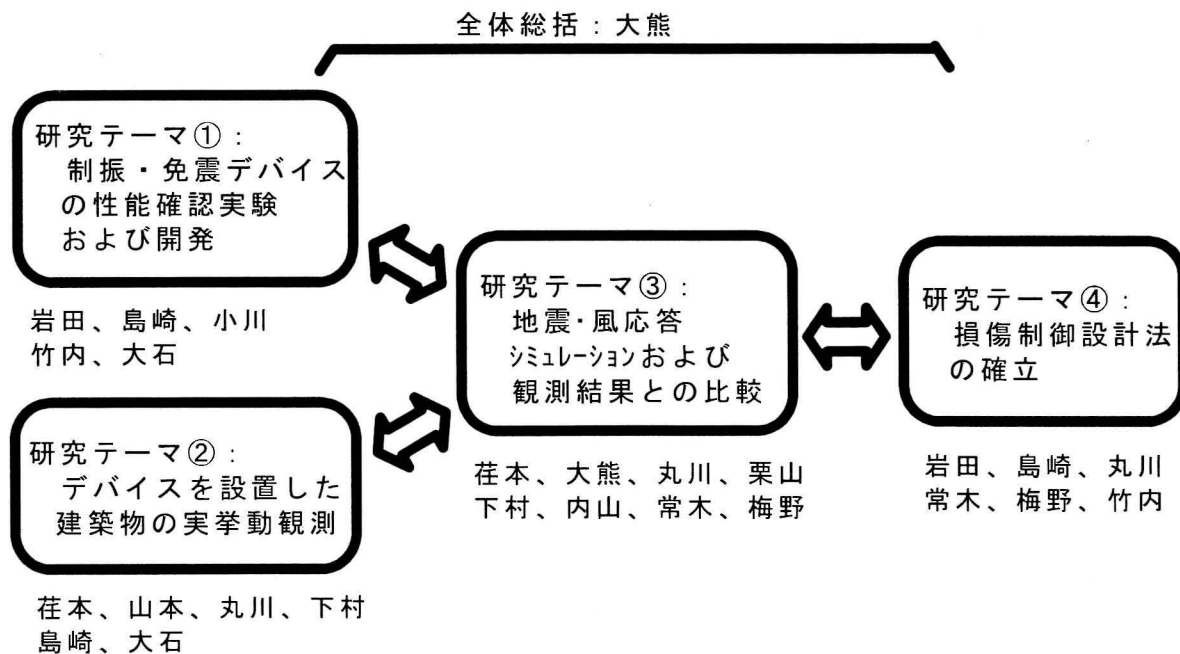 全体総括：大熊
研究テーマ①：
制振・免震デバイス
の性能確認実験
および開発
岩田、島崎、小川
竹内、大石
研究テーマ②：
デバイスを設置した
建築物の実挙動観測
荏本、山本、丸川、下村
島崎、大石
研究テーマ③：
地震・風応答
ｼﾐｭﾚｰｼｮﾝおよび
観測結果との比較
荏本、大熊、丸川、栗山
下村、内山、常木、梅野
研究テーマ④：
損傷制御設計法
の確立
岩田、島崎、丸川
常木、梅野、竹内